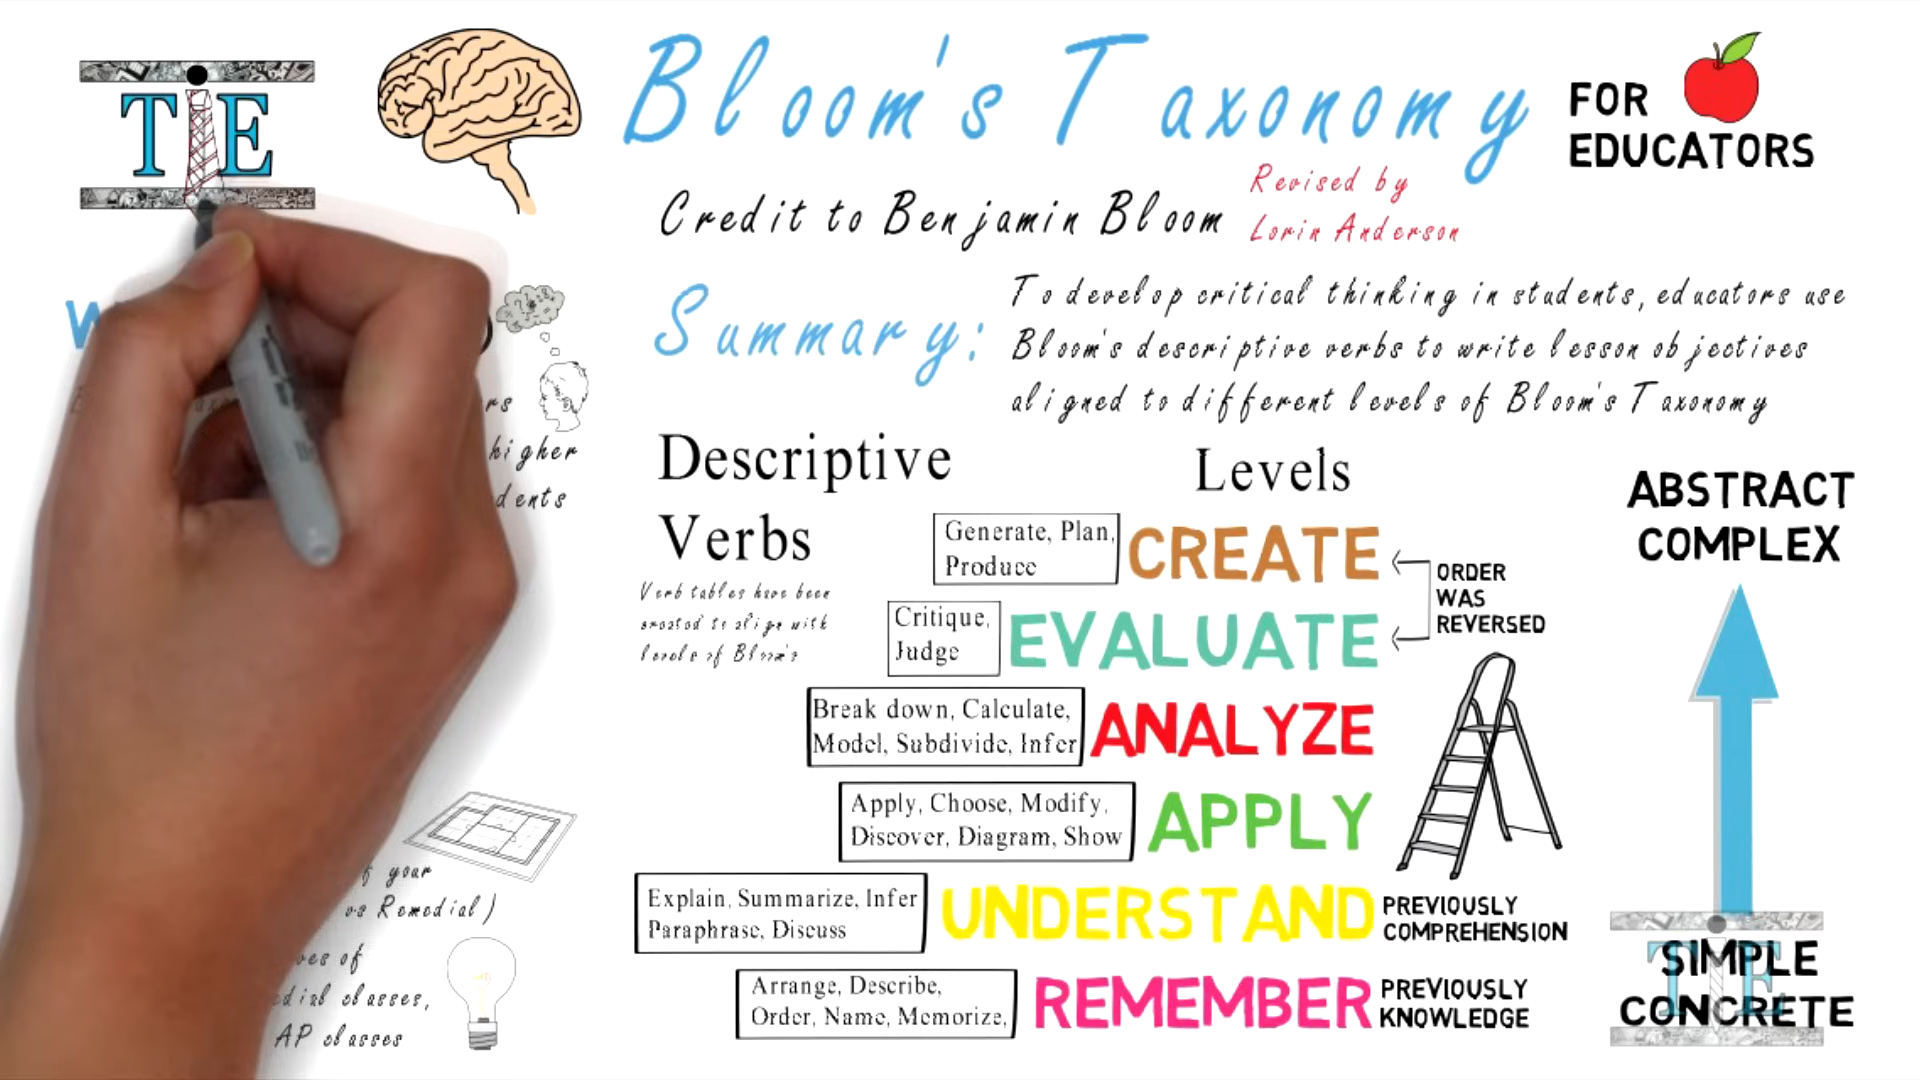 TiE
Bloom's Taxonomy
FOR
EDUCATORS
Credit to Benjamin Bloom
Revised by
Lorin Anderson
Summary:
To develop critical thinking in students, educators use
Bloom's descriptive verbs to write lesson objectives
aligned to different levels of Bloom's Taxonomy
higher
Descriptive
Verbs
Verb tables have been
created to align with
levels of Bloom's
Levels
ABSTRACT
COMPLEX
Generate, Plan,
Produce
CREATE
ORDER
WAS
REVERSED
Critique,
Judge
EVALUATE
Break down, Calculate,
Model, Subdivide, Infer
ANALYZE
Apply, Choose, Modify,
Discover, Diagram, Show
APPLY
Explain, Summarize, Infer
Paraphrase, Discuss
UNDERSTAND
PREVIOUSLY
COMPREHENSION
Arrange, Describe,
Order, Name, Memorize,
REMEMBER
PREVIOUSLY
KNOWLEDGE
SIMPLE
CONCRETE
TiE
your
Remedial)
of
classes,
AP classes